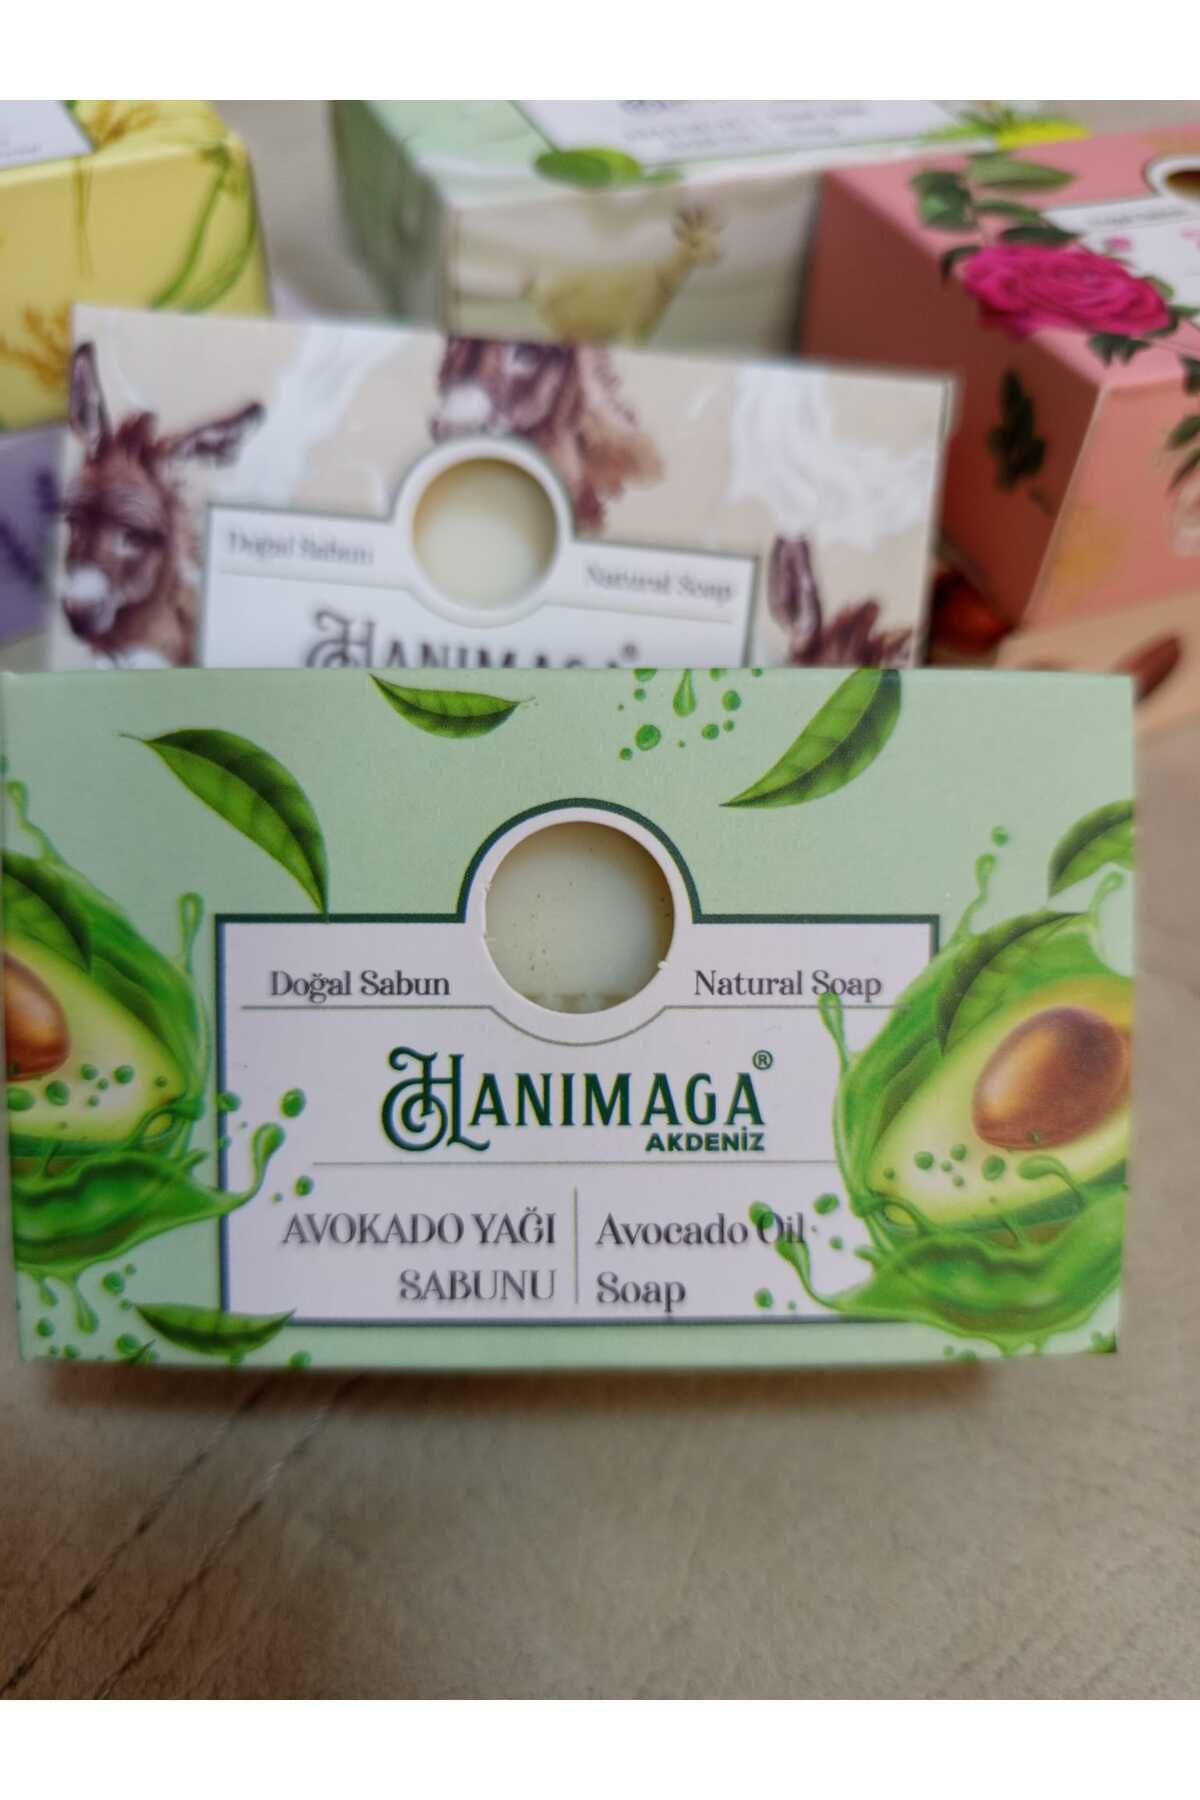 Doğal Sabun
Natural Soap
HANIMAGA®
Doğal Sabun Natural Soap
HANIMAGA®
AKDENİZ
AVOKADO YAĞI
SABUNU
Avocado Oil
Soap